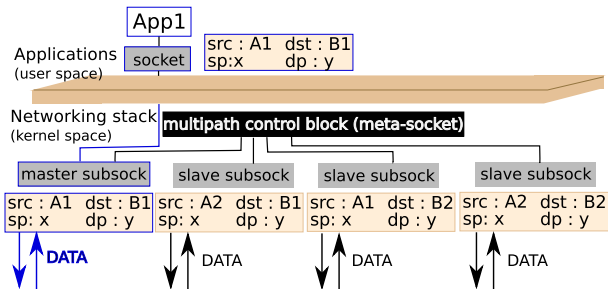 App1
socket
src : A1 dst : B1
sp:x dp : y
Applications
(user space)
Networking stack
(kernel space)
multipath control block (meta-socket)
master subsock
slave subsock
slave subsock
slave subsock
src : A1 dst : B1
sp: x dp : y
src : A2 dst : B1
sp: x dp : y
src : A1 dst : B2
sp: x dp : y
src : A2 dst : B2
sp: x dp : y
DATA
DATA
DATA
DATA